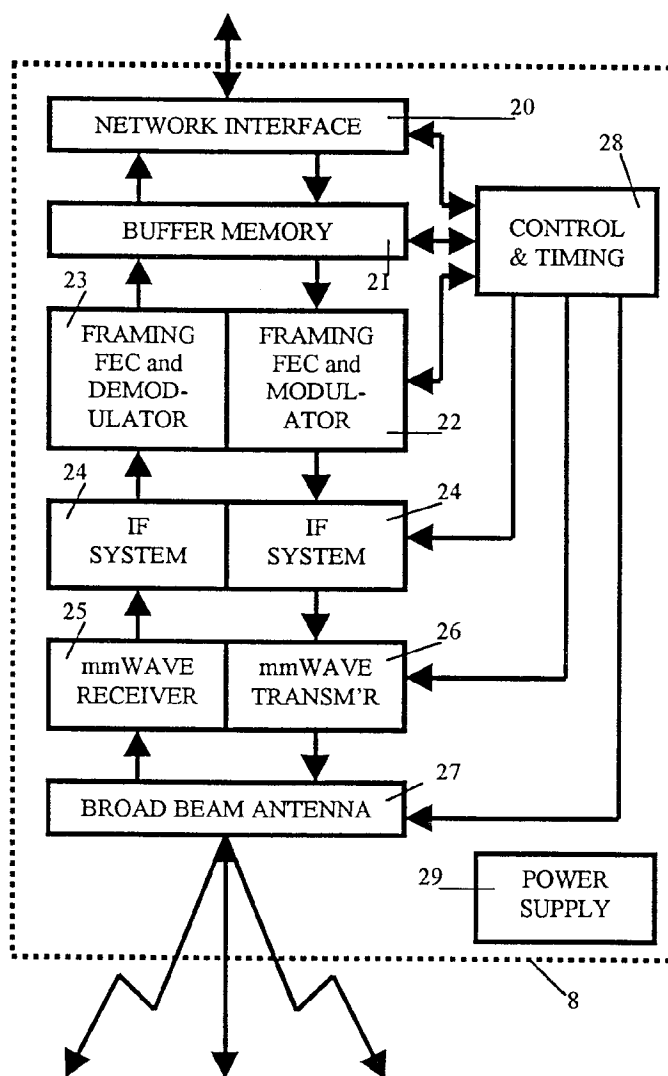 NETWORK INTERFACE
20
28
BUFFER MEMORY
21
CONTROL
& TIMING
23
FRAMING
FEC and
DEMOD-
ULATOR
FRAMING
FEC and
MODUL-
ATOR
22
24
IF
SYSTEM
IF
SYSTEM
24
25
mmWAVE
RECEIVER
mmWAVE
TRANSM'R
26
BROAD BEAM ANTENNA
27
29
POWER
SUPPLY
8